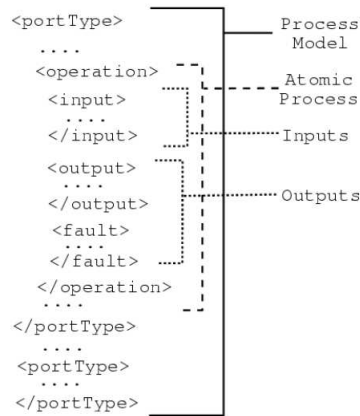 <portType>
....
<operation>
<input>
....
</input>
<output>
....
</output>
<fault>
....
</fault>
</operation>
....
</portType>
....
<portType>
....
</portType>
Process
Model
Atomic
Process
Inputs
Outputs